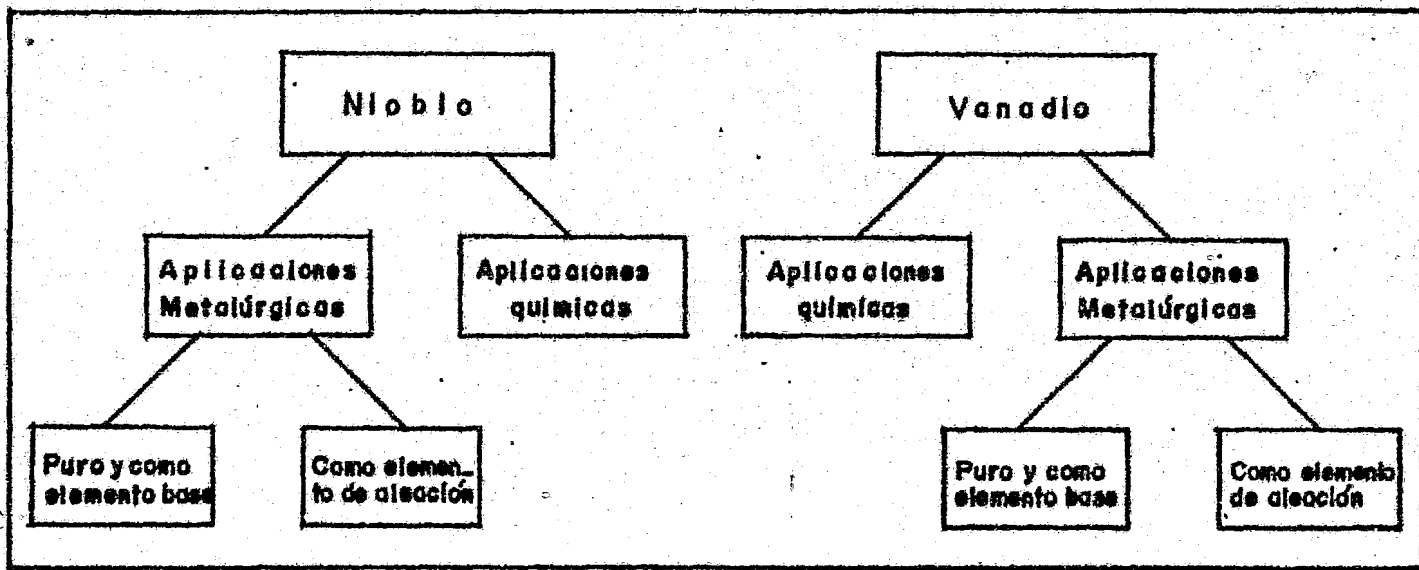 Niobio
Vanadio
Aplicaciones
Metalúrgicas
Aplicaciones
químicas
Aplicaciones
químicas
Aplicaciones
Metalúrgicas
Puro y como
elemento base
Como elemen_
to de aleación
Puro y como
elemento base
Como elemento
de aleación